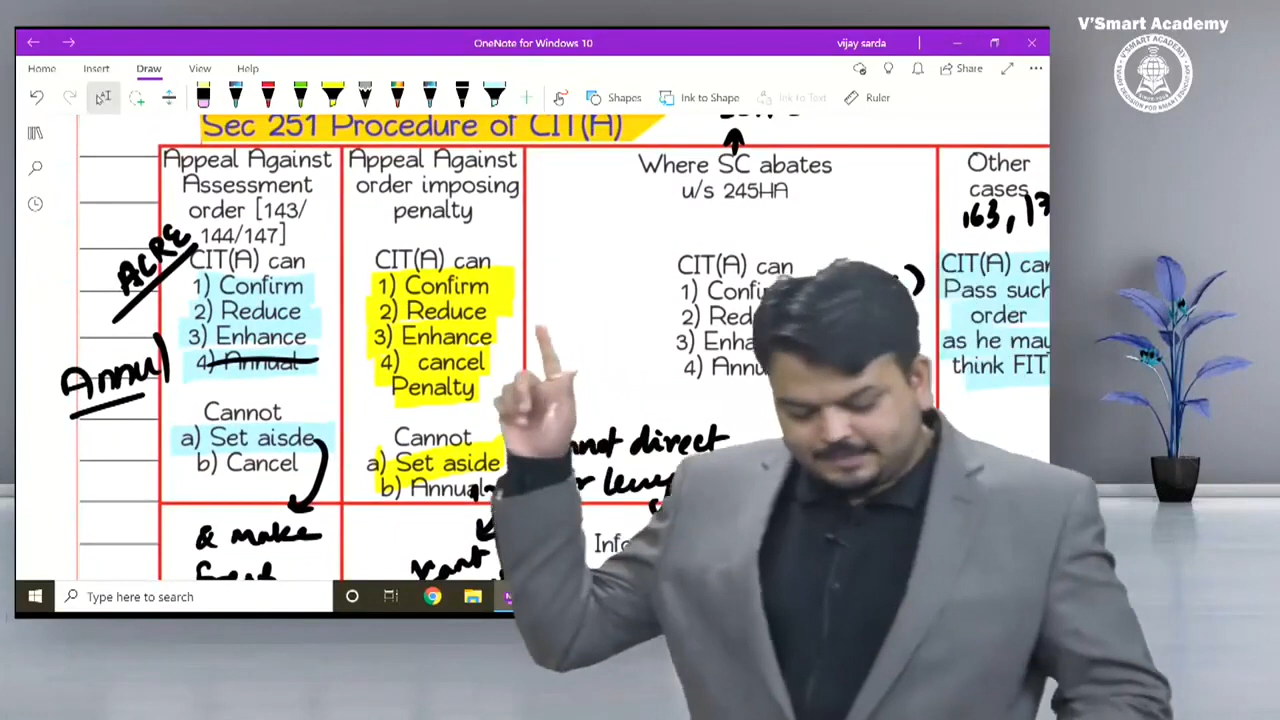 V'Smart Academy
OneNote for Windows 10
vijay sarda
Home
Insert
Draw
View
Help
Share
Shapes
Ink to Shape
Ink to Text
Ruler
Sec 251 Procedure of CIT(A)
Appeal Against
Assessment
order [143/
144/147]
CIT(A) can
1) Confirm
2) Reduce
3) Enhance
4) Annual
Cannot
a) Set aisde
b) Cancel
& make
ACRE
Annul
Appeal Against
order imposing
penalty
CIT(A) can
1) Confirm
2) Reduce
3) Enhance
4) cancel
Penalty
Cannot
a) Set aside
b) Annual
Where SC abates
u/s 245HA
CIT(A) can
1) Confi
2) Red
3) Enha
4) Annu
direct
Other
cases
163,
CIT(A) can
Pass such
order
as he may
think FIT
Type here to search